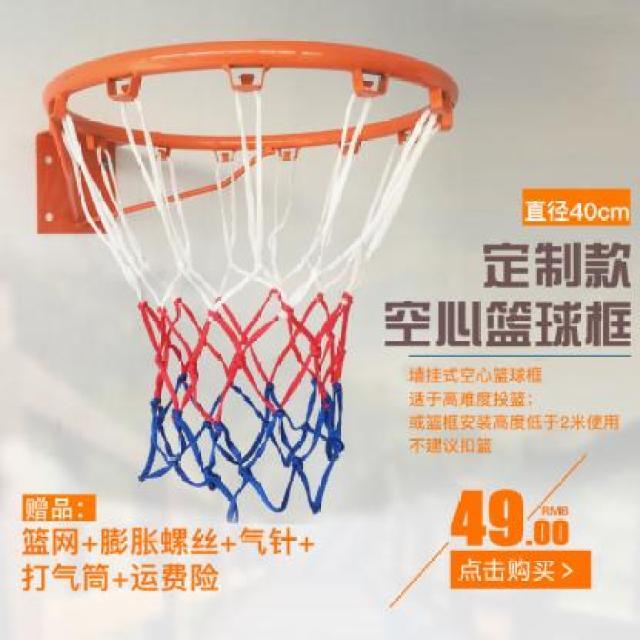 直径40cm
定制款
空心篮球框
墙挂式空心篮球框
适于高难度投篮：
或篮框安装高度低于2米使用
不建议扣篮
赠品：
篮网+膨胀螺丝+气针+
打气筒+运费险
49.00
RMB
点击购买>